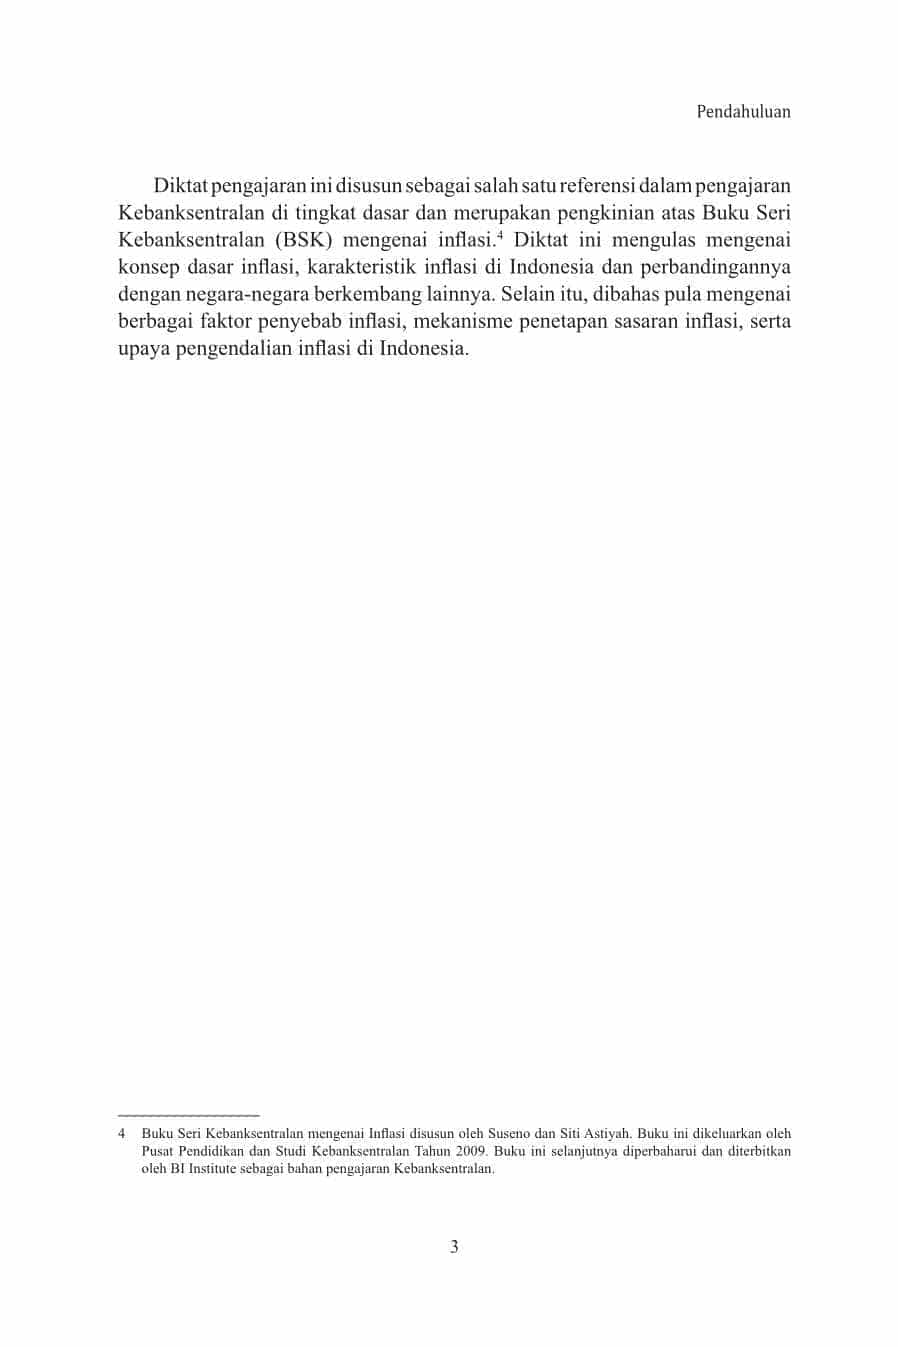 Pendahuluan
Diktat pengajaran ini disusun sebagai salah satu referensi dalam pengajaran
Kebanksentralan di tingkat dasar dan merupakan pengkinian atas Buku Seri
Kebanksentralan (BSK) mengenai inflasi.4 Diktat ini mengulas mengenai
konsep dasar inflasi, karakteristik inflasi di Indonesia dan perbandingannya
dengan negara-negara berkembang lainnya. Selain itu, dibahas pula mengenai
berbagai faktor penyebab inflasi, mekanisme penetapan sasaran inflasi, serta
upaya pengendalian inflasi di Indonesia.
4 Buku Seri Kebanksentralan mengenai Inflasi disusun oleh Suseno dan Siti Astiyah. Buku ini dikeluarkan oleh
Pusat Pendidikan dan Studi Kebanksentralan Tahun 2009. Buku ini selanjutnya diperbaharui dan diterbitkan
oleh BI Institute sebagai bahan pengajaran Kebanksentralan.
3